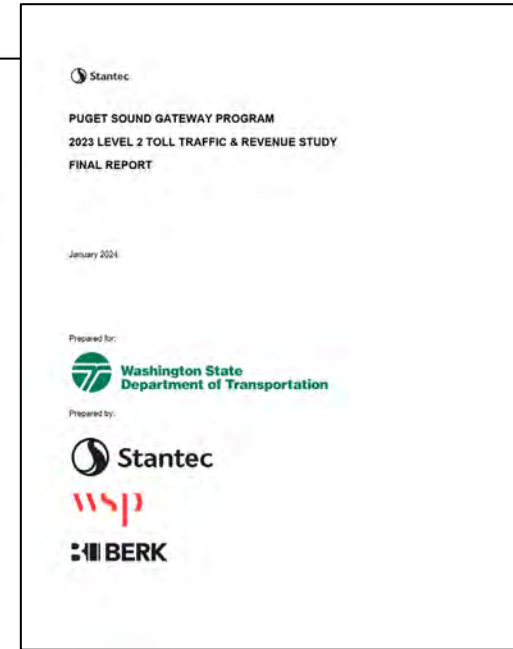 Stantec
PUGET SOUND GATEWAY PROGRAM
2023 LEVEL 2 TOLL TRAFFIC & REVENUE STUDY
FINAL REPORT
January 2024
Prepared for:
Washington State
Department of Transportation
Prepared by:
Stantec
wsp
BERK